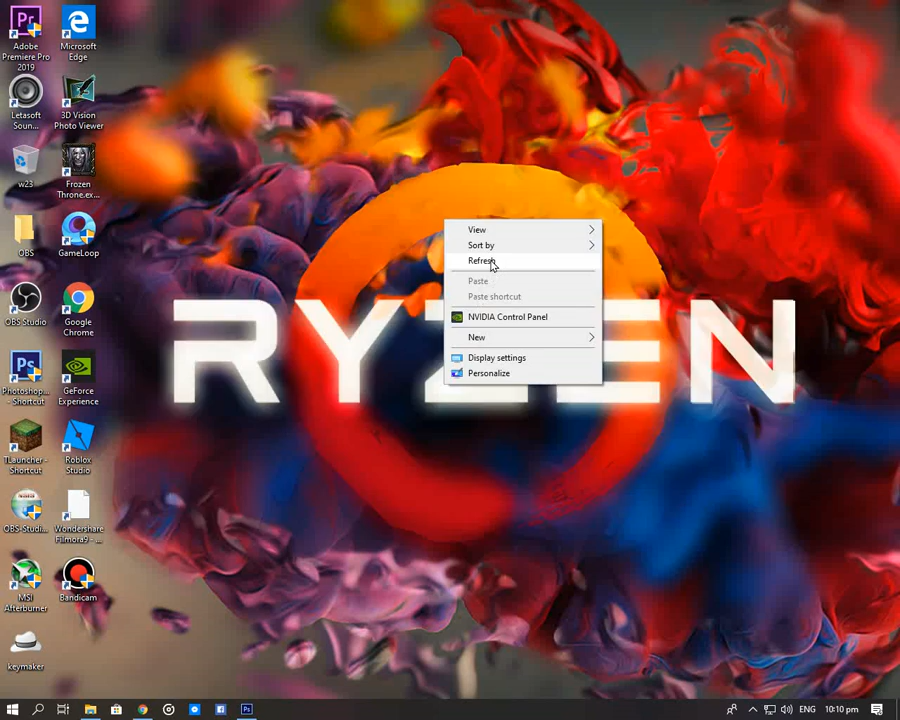 Adobe
Premiere Pro
2019
Microsoft
Edge
Letasoft
Soun...
3D Vision
Photo Viewer
w23
Frozen
Throne.ex...
OBS
GameLoop
OBS Studio
Google
Chrome
Photoshop...
- Shortcut
GeForce
Experience
TLauncher -
Shortcut
Roblox
Studio
OBS-Studi...
Wondershare
Filmora9 - ...
MSI
Afterburner
Bandicam
keymaker
View
Sort by
Refresh
Paste
Paste shortcut
NVIDIA Control Panel
New
Display settings
Personalize
RYZEN
ENG
10:10 pm